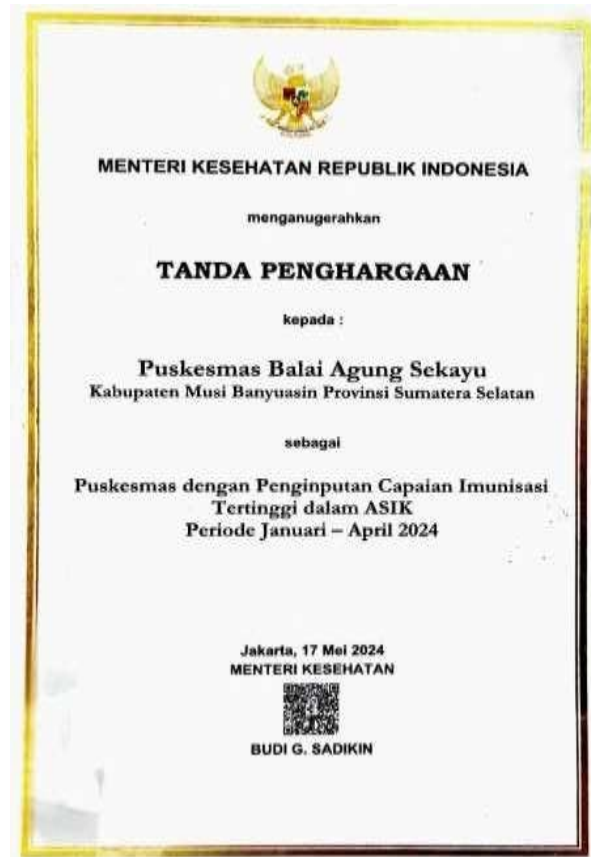 MENTERI KESEHATAN REPUBLIK INDONESIA
menganugerahkan
TANDA PENGHARGAAN
kepada :
Puskesmas Balai Agung Sekayu
Kabupaten Musi Banyuasin Provinsi Sumatera Selatan
sebagai
Puskesmas dengan Penginputan Capaian Imunisasi
Tertinggi dalam ASIK
Periode Januari – April 2024
Jakarta, 17 Mei 2024
MENTERI KESEHATAN
BUDI G. SADIKIN